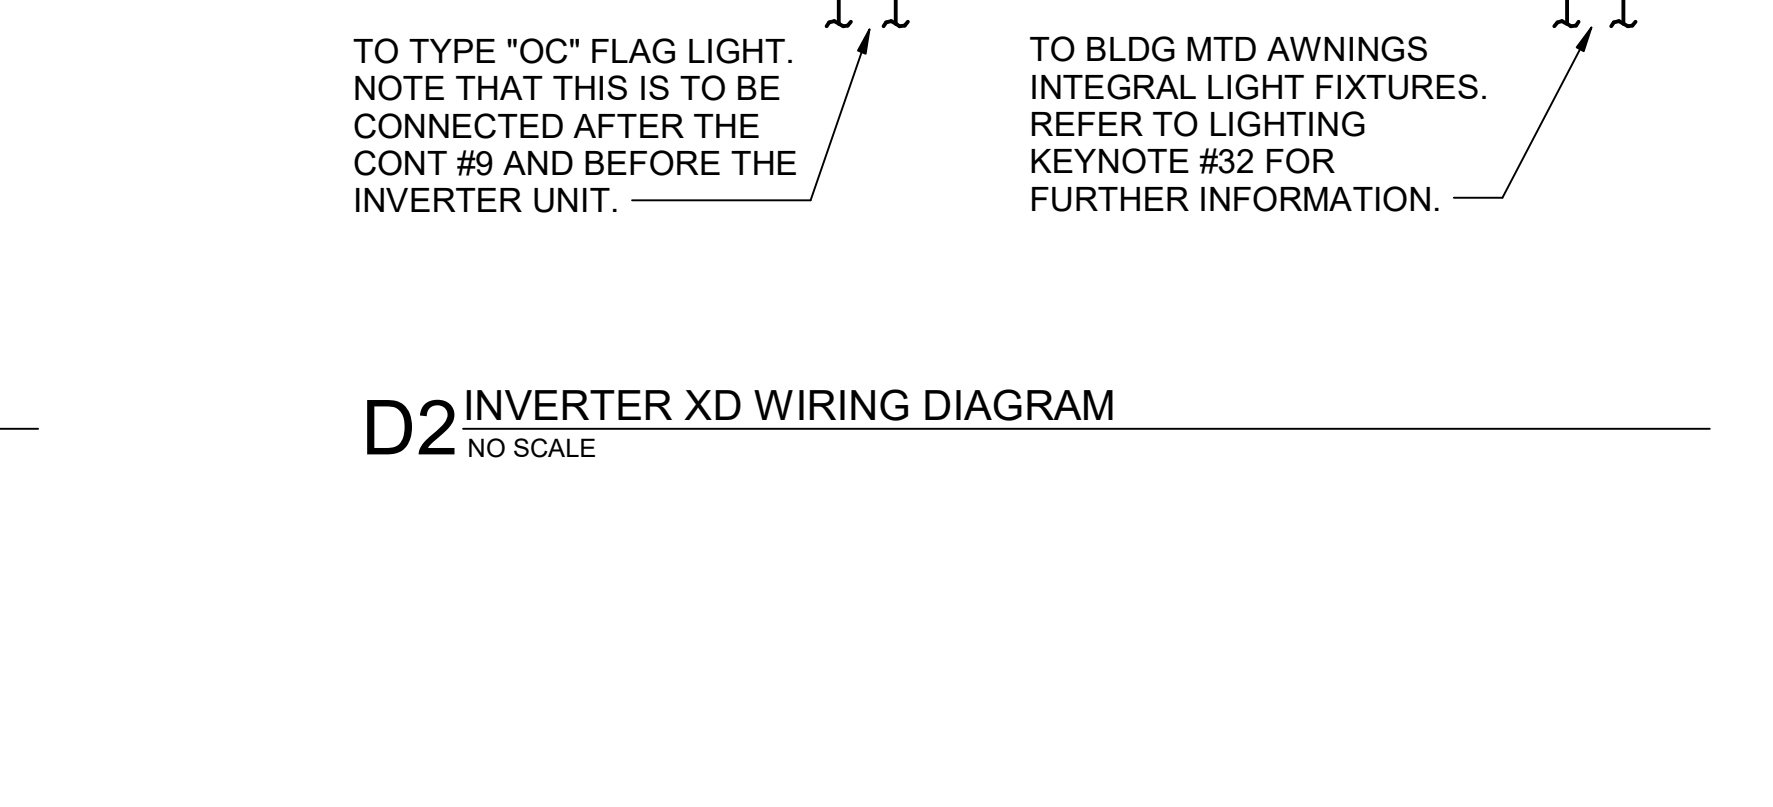 TO TYPE "OC" FLAG LIGHT.
NOTE THAT THIS IS TO BE
CONNECTED AFTER THE
CONT #9 AND BEFORE THE
INVERTER UNIT.
TO BLDG MTD AWNINGS
INTEGRAL LIGHT FIXTURES.
REFER TO LIGHTING
KEYNOTE #32 FOR
FURTHER INFORMATION.
D2 INVERTER XD WIRING DIAGRAM
NO SCALE